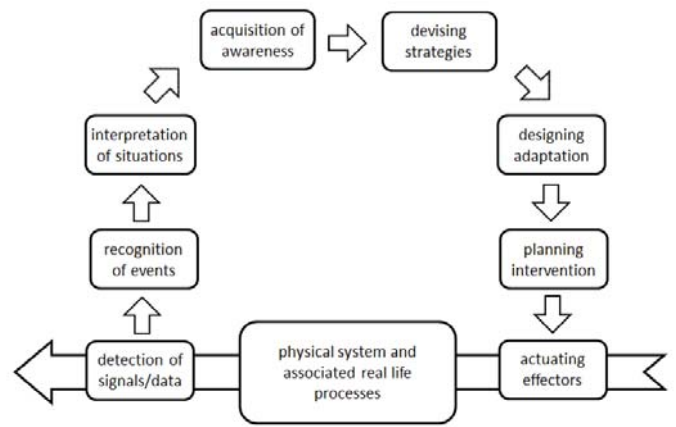 acquisition of
awareness
devising
strategies
interpretation
of situations
designing
adaptation
recognition
of events
planning
intervention
detection of
signals/data
physical system and
associated real life
processes
actuating
effectors